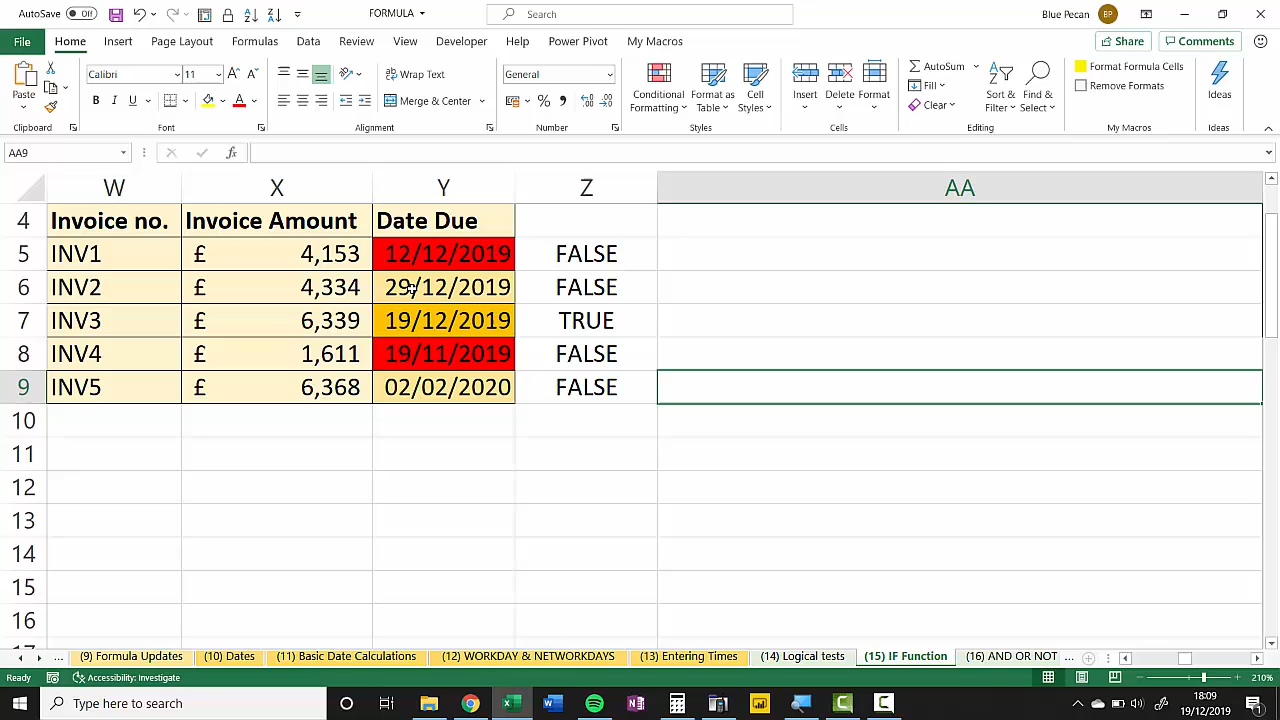 AutoSave Off FORMULA Search Blue Pecan BP
File Home Insert Page Layout Formulas Data Review View Developer Help Power Pivot My Macros Share Comments
Calibri 11 Wrap Text General AutoSum Format Formula Cells
Paste B I U A Merge & Center % Conditional Formatting Format as Table Cell Styles Insert Delete Format Fill Clear Sort & Filter Find & Select Remove Formats Ideas
Clipboard Font Alignment Number Styles Cells Editing My Macros Ideas
AA9 fx
W X Y Z AA
4 Invoice no. Invoice Amount Date Due
5 INV1 £ 4,153 12/12/2019 FALSE
6 INV2 £ 4,334 29/12/2019 FALSE
7 INV3 £ 6,339 19/12/2019 TRUE
8 INV4 £ 1,611 19/11/2019 FALSE
9 INV5 £ 6,368 02/02/2020 FALSE
10
11
12
13
14
15
16
... (9) Formula Updates (10) Dates (11) Basic Date Calculations (12) WORKDAY & NETWORKDAYS (13) Entering Times (14) Logical tests (15) IF Function (16) AND OR NOT ...
Ready Accessibility: Investigate 210%
Type here to search 18:09
19/12/2019